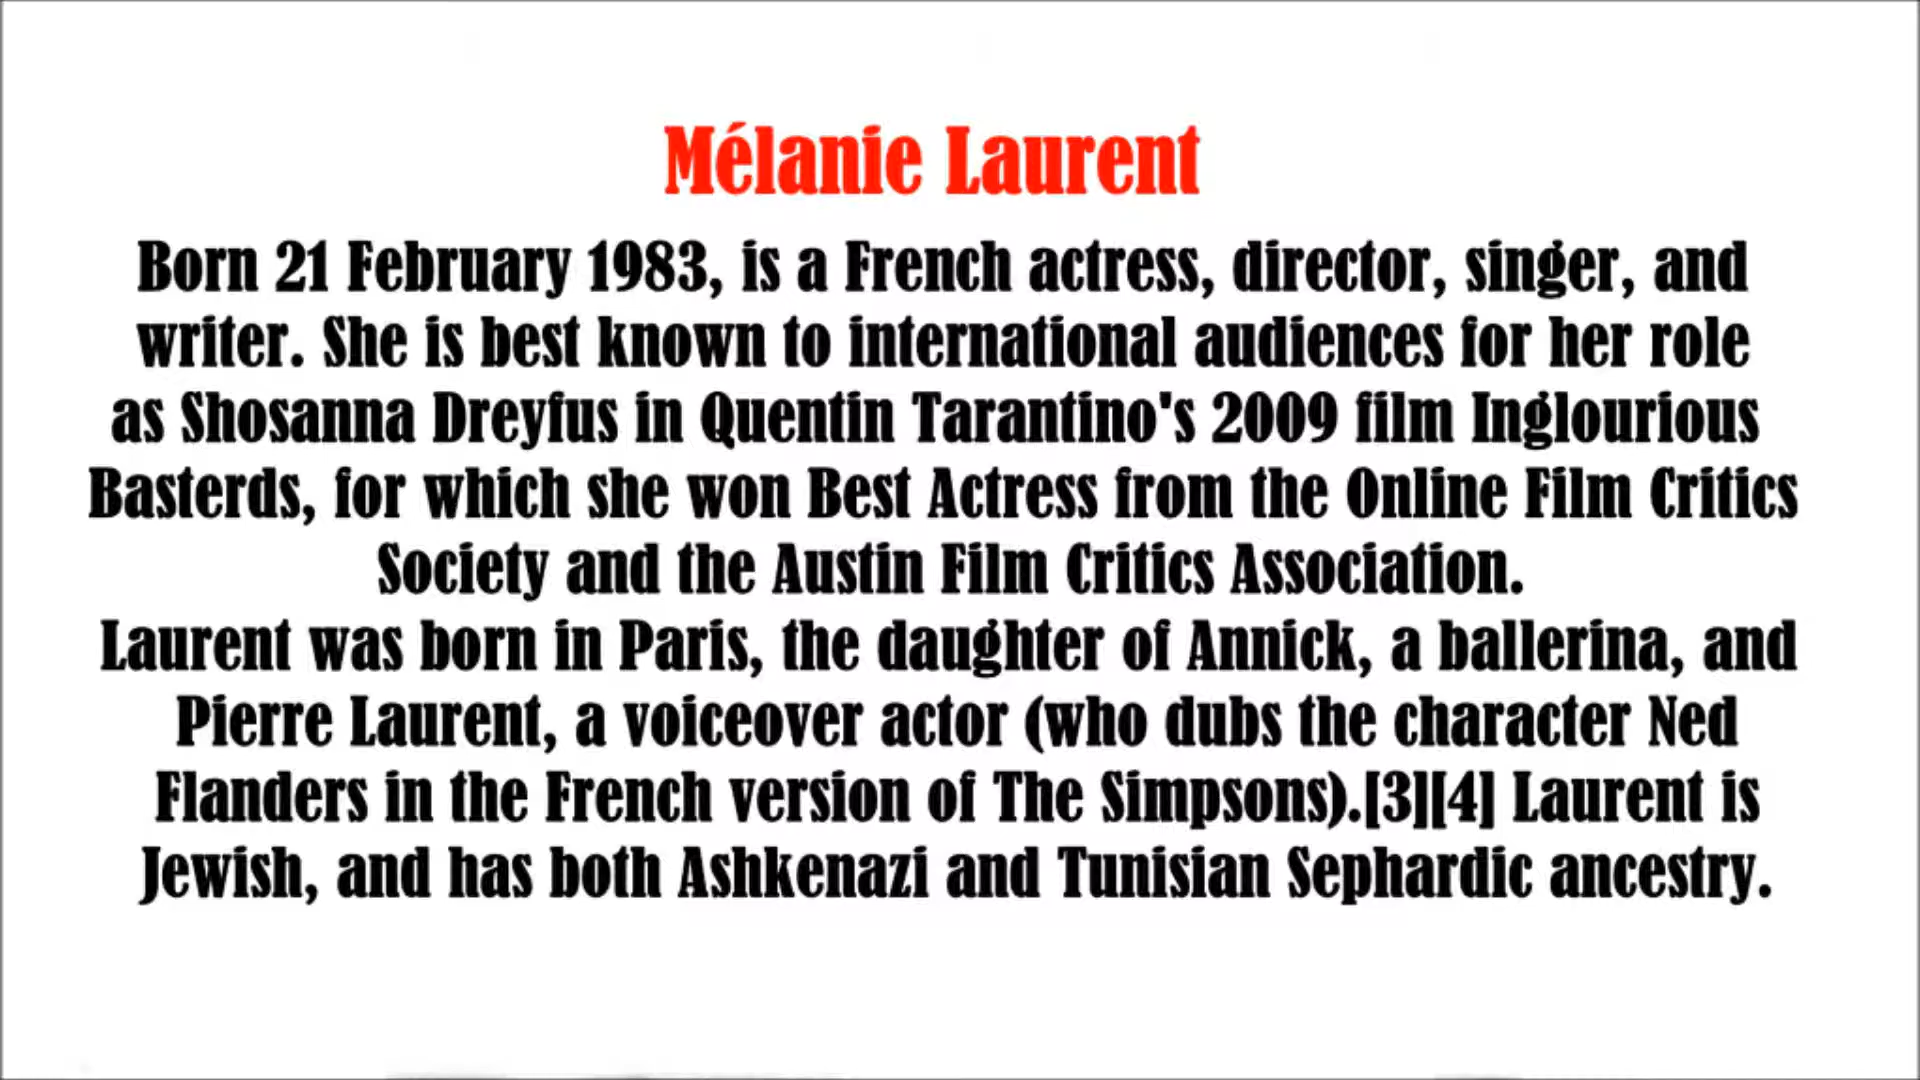 Mélanie Laurent
Born 21 February 1983, is a French actress, director, singer, and
writer. She is best known to international audiences for her role
as Shosanna Dreyfus in Quentin Tarantino's 2009 film Inglourious
Basterds, for which she won Best Actress from the Online Film Critics
Society and the Austin Film Critics Association.
Laurent was born in Paris, the daughter of Annick, a ballerina, and
Pierre Laurent, a voiceover actor (who dubs the character Ned
Flanders in the French version of The Simpsons).[3][4] Laurent is
Jewish, and has both Ashkenazi and Tunisian Sephardic ancestry.